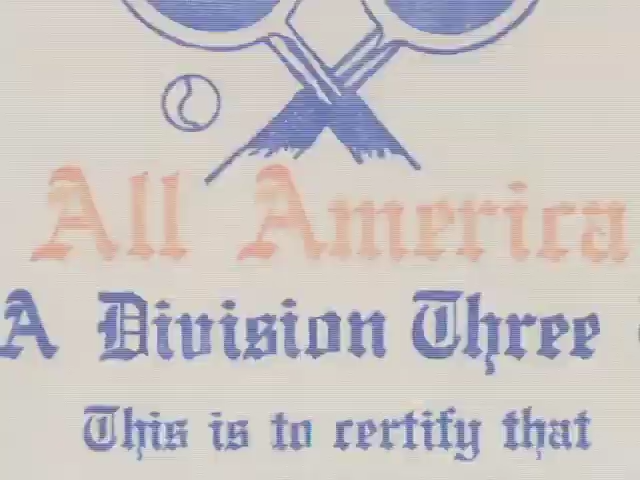 All America
A Division Three
This is to certify that